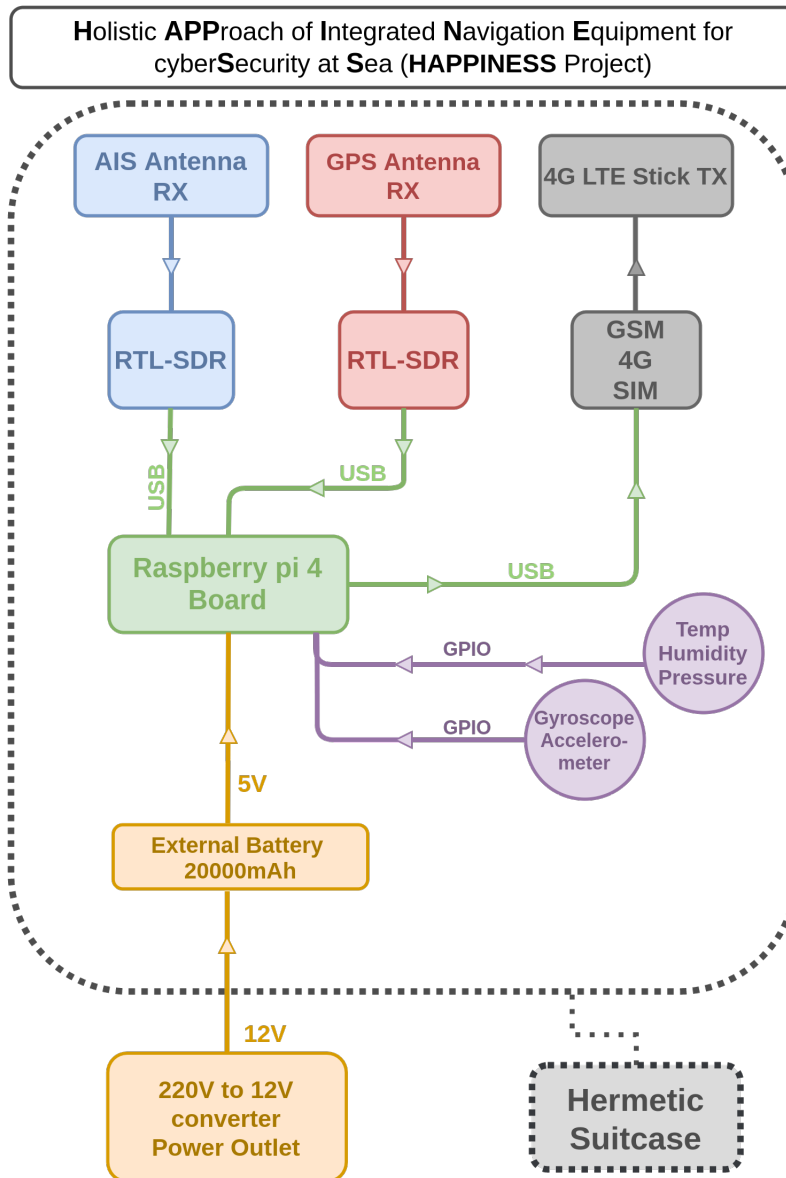 Holistic APProach of Integrated Navigation Equipment for
cyberSecurity at Sea (HAPPINESS Project)
AIS Antenna
RX
GPS Antenna
RX
4G LTE Stick TX
RTL-SDR
RTL-SDR
GSM
4G
SIM
USB
USB
Raspberry pi 4
Board
USB
Temp
Humidity
Pressure
GPIO
Gyroscope
Accelero-
meter
GPIO
5V
External Battery
20000mAh
12V
220V to 12V
converter
Power Outlet
Hermetic
Suitcase